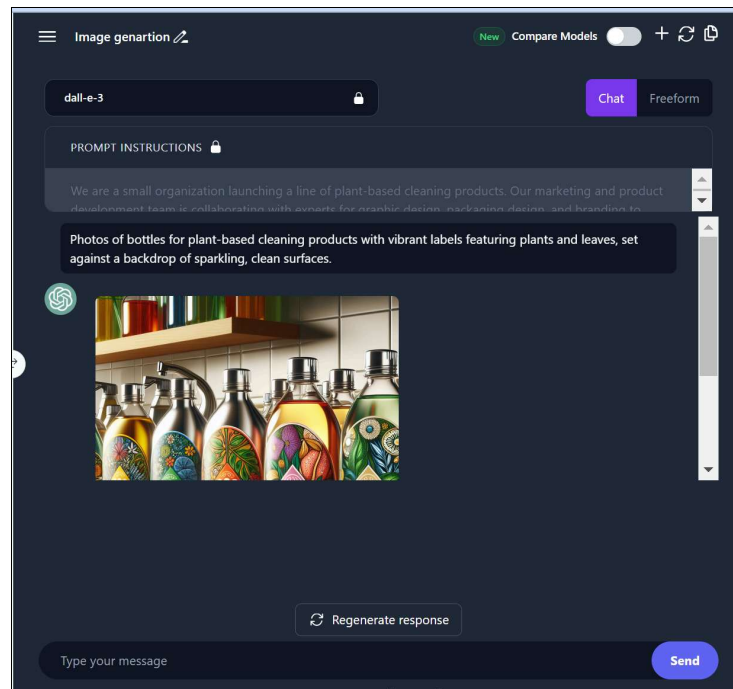 Image genartion
New Compare Models
dall-e-3
Chat Freeform
PROMPT INSTRUCTIONS
We are a small organization launching a line of plant-based cleaning products. Our marketing and product
development team is collaborating with experts for graphic design, packaging design, and branding to
Photos of bottles for plant-based cleaning products with vibrant labels featuring plants and leaves, set
against a backdrop of sparkling, clean surfaces.
Regenerate response
Type your message
Send